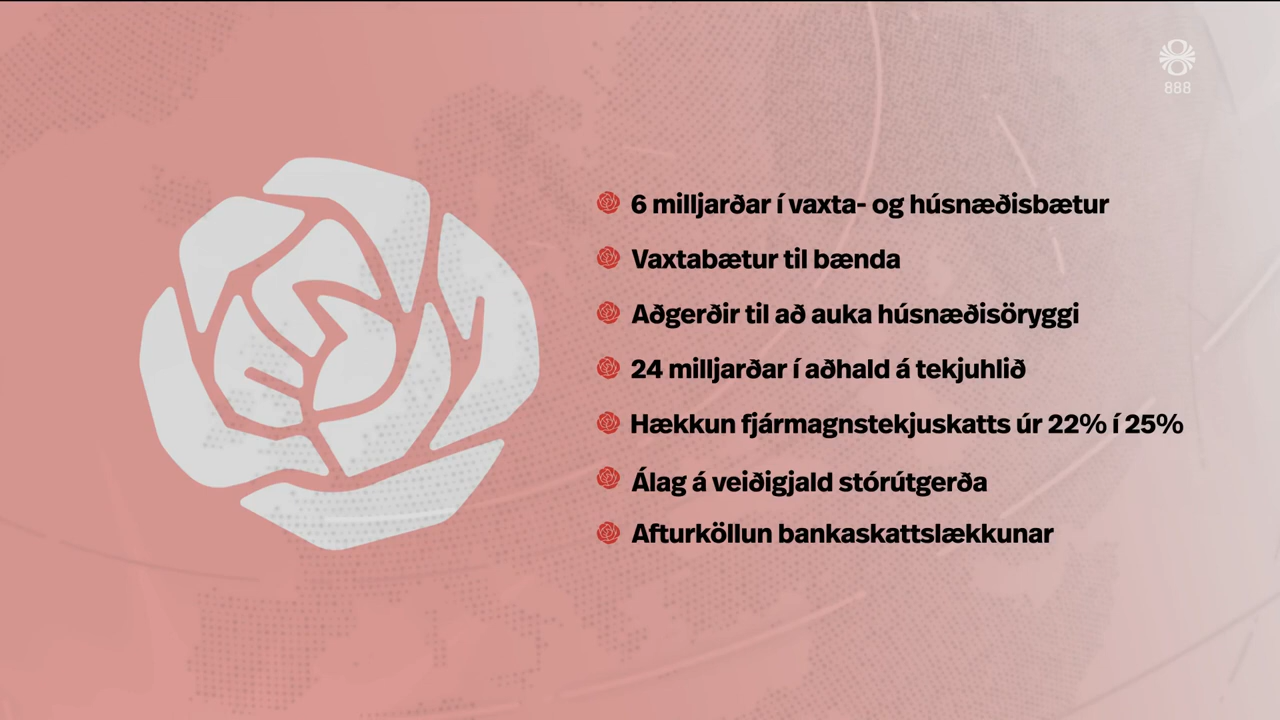 888
6 milljarðar í vaxta- og húsnæðisbætur
Vaxtabætur til bænda
Aðgerðir til að auka húsnæðisöryggi
24 milljarðar í aðhald á tekjuhlið
Hækkun fjármagnstekjuskatts úr 22% í 25%
Álag á veiðigjald stórútgerða
Afturköllun bankaskattslækkunar